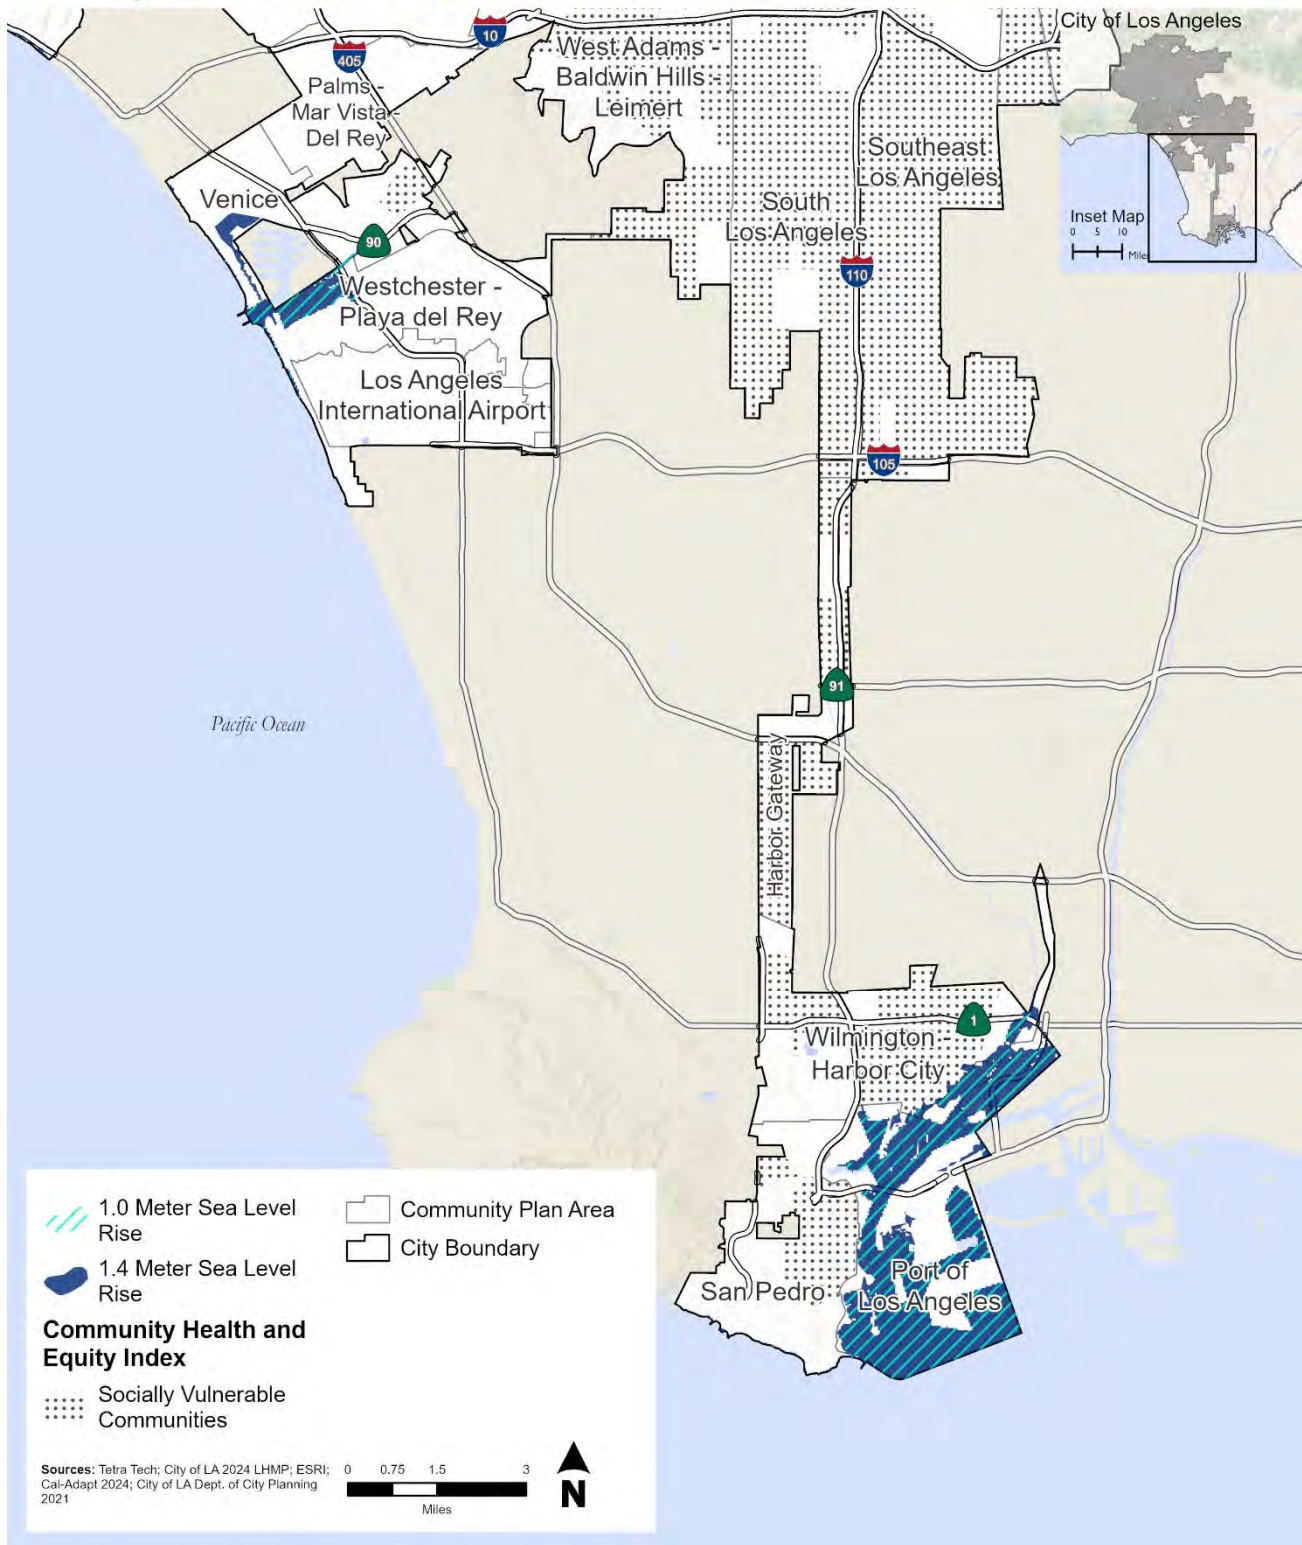 City of Los Angeles
10
405
West Adams -
Baldwin Hills -
Leimert
Palms -
Mar Vista -
Del Rey
Southeast
Los Angeles
Venice
South
Los Angeles
Inset Map
0 5 10
Miles
90
110
Westchester -
Playa del Rey
Los Angeles
International Airport
105
91
Pacific Ocean
Harbor Gateway
1
Wilmington -
Harbor City
San Pedro
Port of
Los Angeles
1.0 Meter Sea Level
Rise
1.4 Meter Sea Level
Rise
Community Plan Area
City Boundary
Community Health and
Equity Index
Socially Vulnerable
Communities
Sources: Tetra Tech; City of LA 2024 LHMP; ESRI;
Cal-Adapt 2024; City of LA Dept. of City Planning
2021
0 0.75 1.5 3
Miles
N